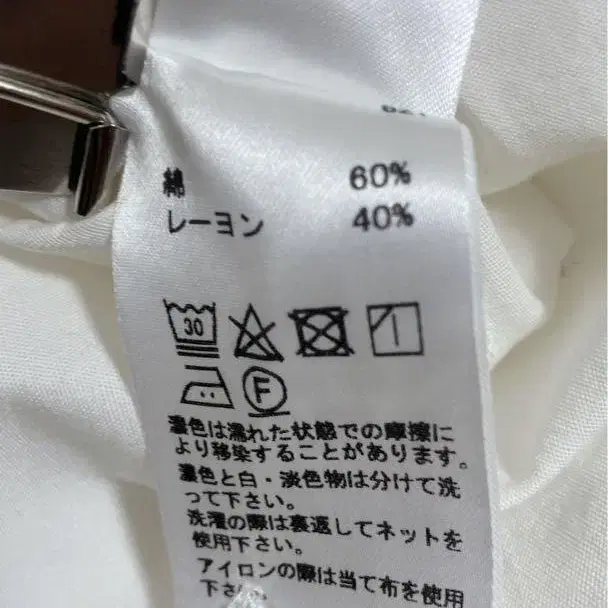 綿 60%
レーヨン 40%
30
F
濃色は濡れた状態での摩擦に
より移染することがあります。
濃色と白・淡色物は分けて洗
って下さい。
洗濯の際は裏返してネットを
使用下さい。
アイロンの際は当て布を使用
下さい。